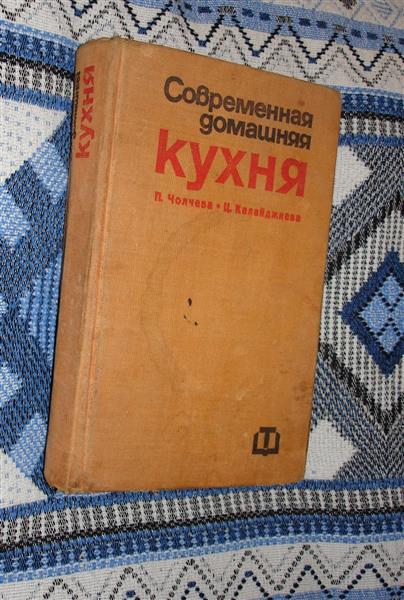 Современная
домашняя
кухня
П. Чолчева • Ц. Калайджиева
кухня